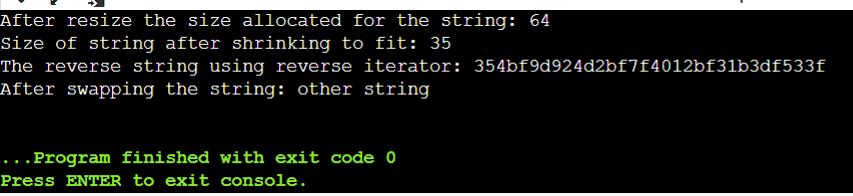 After resize the size allocated for the string: 64
Size of string after shrinking to fit: 35
The reverse string using reverse iterator: 354bf9d924d2bf7f4012bf31b3df533f
After swapping the string: other string
...Program finished with exit code 0
Press ENTER to exit console.